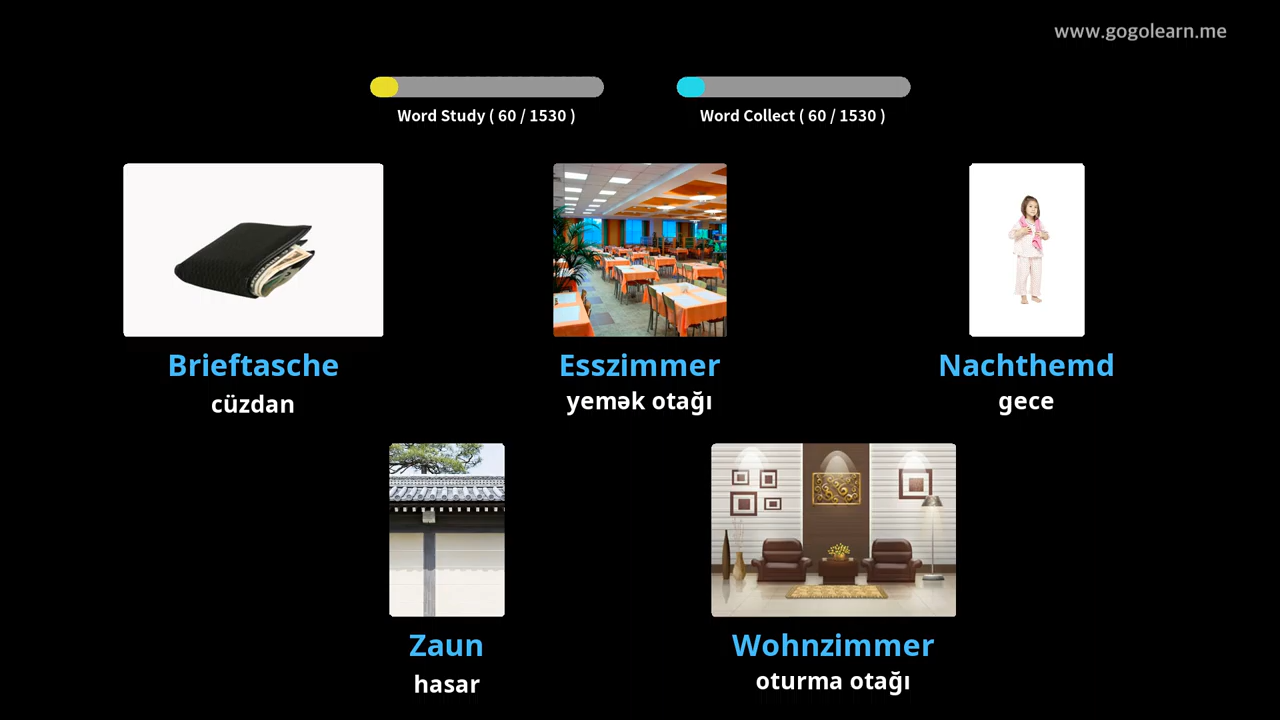 www.gogolearn.me
Word Study ( 60 / 1530 )
Word Collect ( 60 / 1530 )
Brieftasche
cüzdan
Esszimmer
yemək otağı
Nachthemd
gece
Zaun
hasar
Wohnzimmer
oturma otağı